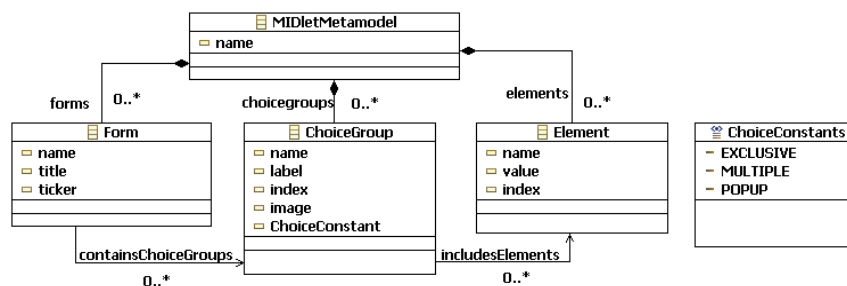 MIDletMetamodel
name
forms
0..*
choicegroups
0..*
elements
0..*
Form
name
title
ticker
ChoiceGroup
name
label
index
image
ChoiceConstant
Element
name
value
index
ChoiceConstants
EXCLUSIVE
MULTIPLE
POPUP
containsChoiceGroups
0..*
includesElements
0..*